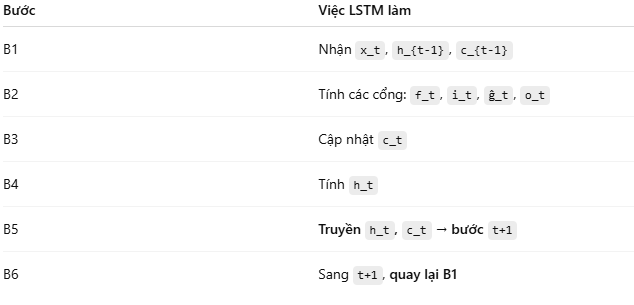 Bước Việc LSTM làm
B1 Nhận x_t, h_{t-1}, c_{t-1}
B2 Tính các cổng: f_t, i_t, g̃_t, o_t
B3 Cập nhật c_t
B4 Tính h_t
B5 Truyền h_t, c_t → bước t+1
B6 Sang t+1, quay lại B1